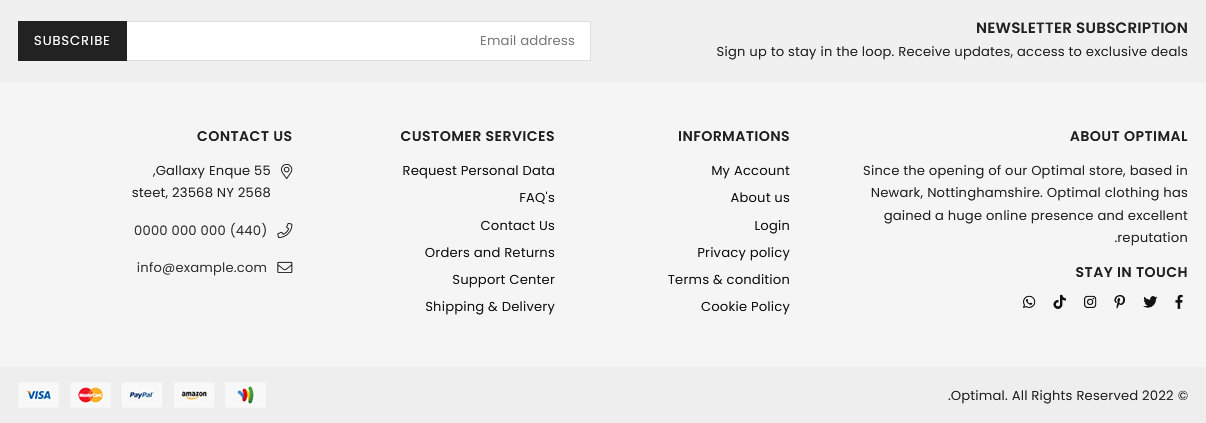 NEWSLETTER SUBSCRIPTION
Sign up to stay in the loop. Receive updates, access to exclusive deals
Email address
SUBSCRIBE
ABOUT OPTIMAL
Since the opening of our Optimal store, based in
Newark, Nottinghamshire. Optimal clothing has
gained a huge online presence and excellent
.reputation
STAY IN TOUCH
INFORMATIONS
My Account
About us
Login
Privacy policy
Terms & condition
Cookie Policy
CUSTOMER SERVICES
Request Personal Data
FAQ's
Contact Us
Orders and Returns
Support Center
Shipping & Delivery
CONTACT US
,Gallaxy Enque 55
steet, 23568 NY 2568
0000 000 000 (440)
info@example.com
.Optimal. All Rights Reserved 2022 ©
VISA
MasterCard
PayPal
amazon